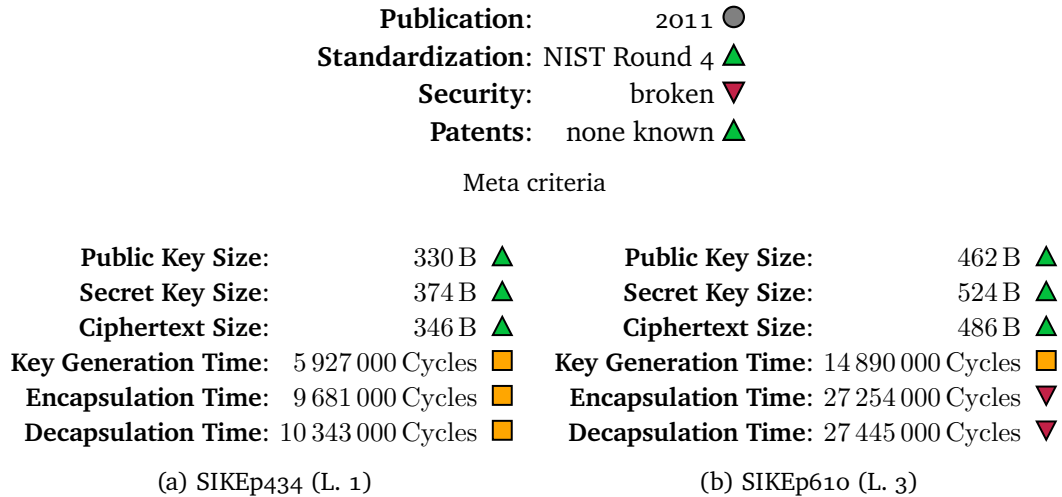 Publication: 2011
Standardization: NIST Round 4
Security: broken
Patents: none known
Meta criteria
Public Key Size: 330 B
Secret Key Size: 374 B
Ciphertext Size: 346 B
Key Generation Time: 5 927 000 Cycles
Encapsulation Time: 9 681 000 Cycles
Decapsulation Time: 10 343 000 Cycles
(a) SIKEp434 (L. 1)
Public Key Size: 462 B
Secret Key Size: 524 B
Ciphertext Size: 486 B
Key Generation Time: 14 890 000 Cycles
Encapsulation Time: 27 254 000 Cycles
Decapsulation Time: 27 445 000 Cycles
(b) SIKEp610 (L. 3)